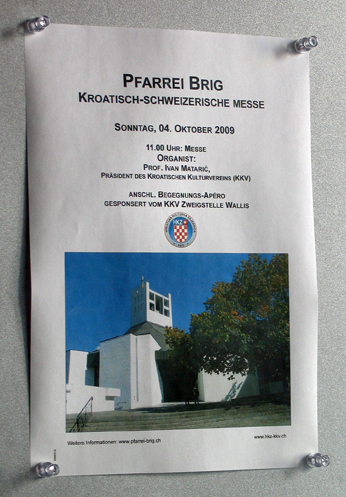 PFARREI BRIG
KROATISCH-SCHWEIZERISCHE MESSE
SONNTAG, 04. OKTOBER 2009
11.00 UHR: MESSE
ORGANIST:
PROF. IVAN MATARIĆ,
PRÄSIDENT DES KROATISCHEN KULTURVEREINS (KKV)
ANSCHL. BEGEGNUNGS-APÉRO
GESPONSERT VOM KKV ZWEIGSTELLE WALLIS
HKZ
Weitere Informationen: www.pfarrei-brig.ch
www.hkz-kkv.ch